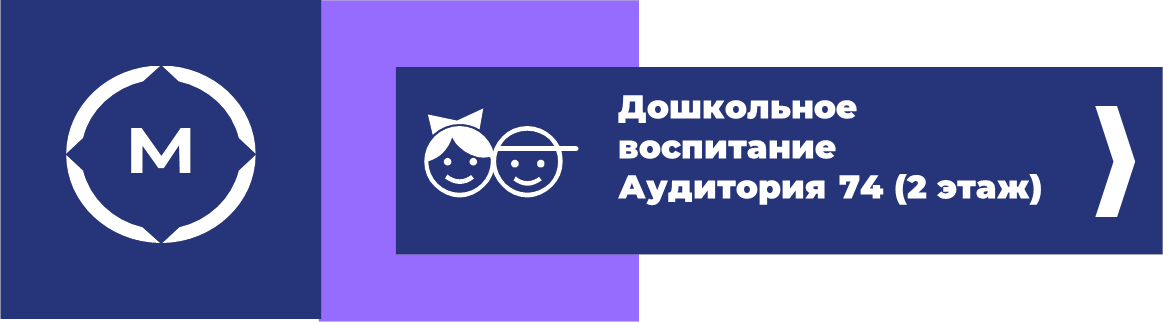 М
Дошкольное
воспитание
Аудитория 74 (2 этаж)